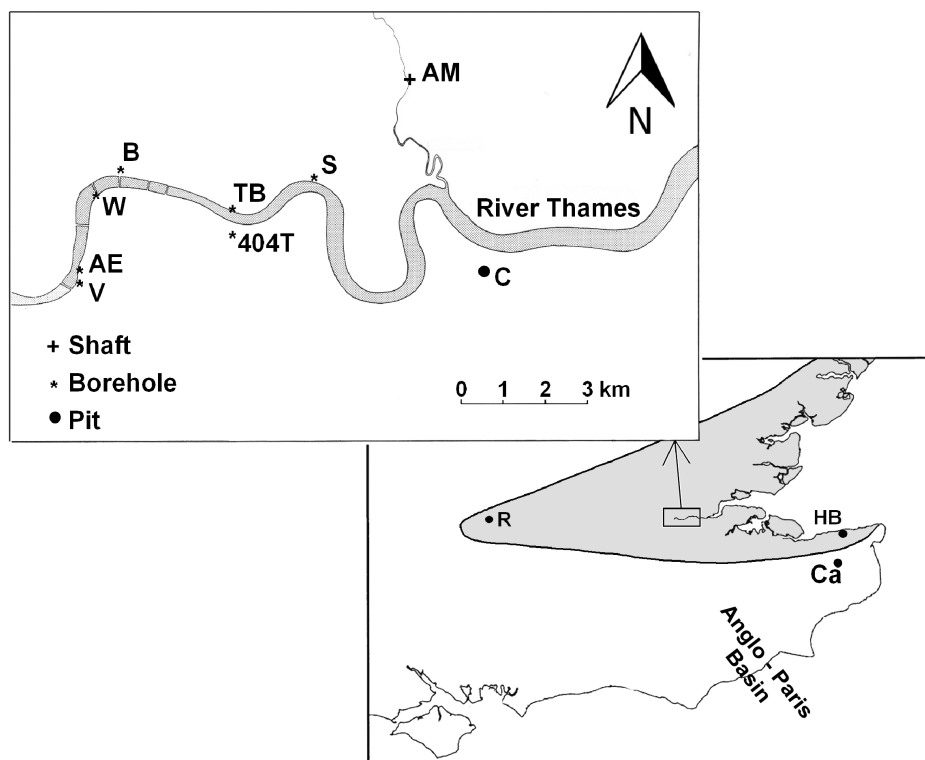 AM
N
B
S
W
TB
River Thames
404T
AE
C
V
+ Shaft
* Borehole
● Pit
0 1 2 3 km
R
HB
Ca
Anglo - Paris
Basin